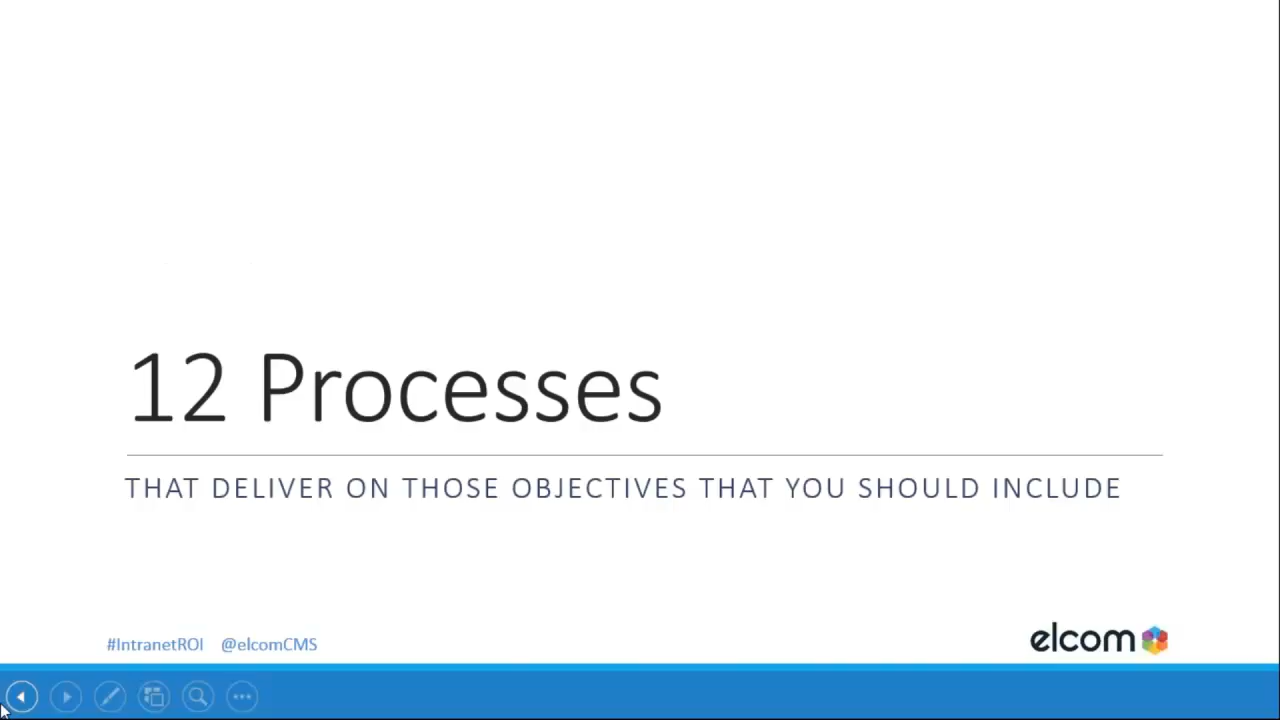 12 Processes
THAT DELIVER ON THOSE OBJECTIVES THAT YOU SHOULD INCLUDE
#IntranetROI @elcomCMS
elcom